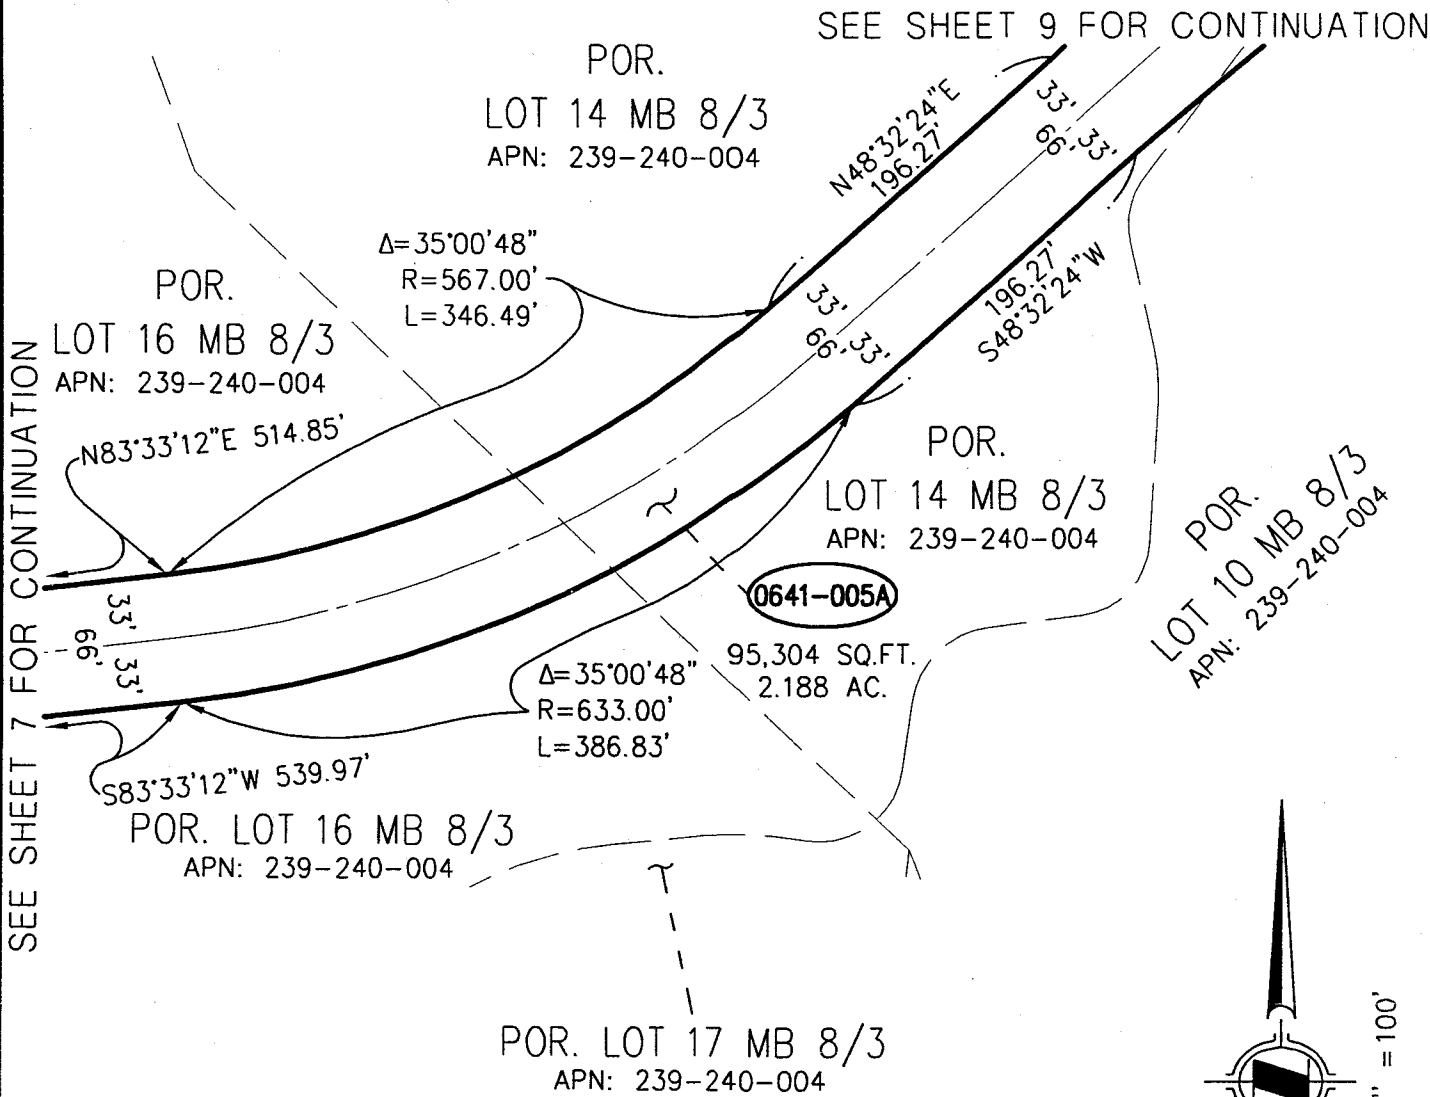 SEE SHEET 9 FOR CONTINUATION
POR.
LOT 14 MB 8/3
APN: 239-240-004
N48°32'24"E
196.27'
33'
33'
66'
Δ=35°00'48"
R=567.00'
L=346.49'
POR.
LOT 16 MB 8/3
APN: 239-240-004
33'
33'
66'
196.27'
S48°32'24"W
SEE SHEET 7 FOR CONTINUATION
N83°33'12"E 514.85'
POR.
LOT 14 MB 8/3
APN: 239-240-004
POR.
LOT 10 MB 8/3
APN: 239-240-004
0641-005A
95,304 SQ.FT.
2.188 AC.
33'
66'
33'
Δ=35°00'48"
R=633.00'
L=386.83'
S83°33'12"W 539.97'
POR. LOT 16 MB 8/3
APN: 239-240-004
POR. LOT 17 MB 8/3
APN: 239-240-004
" = 100'